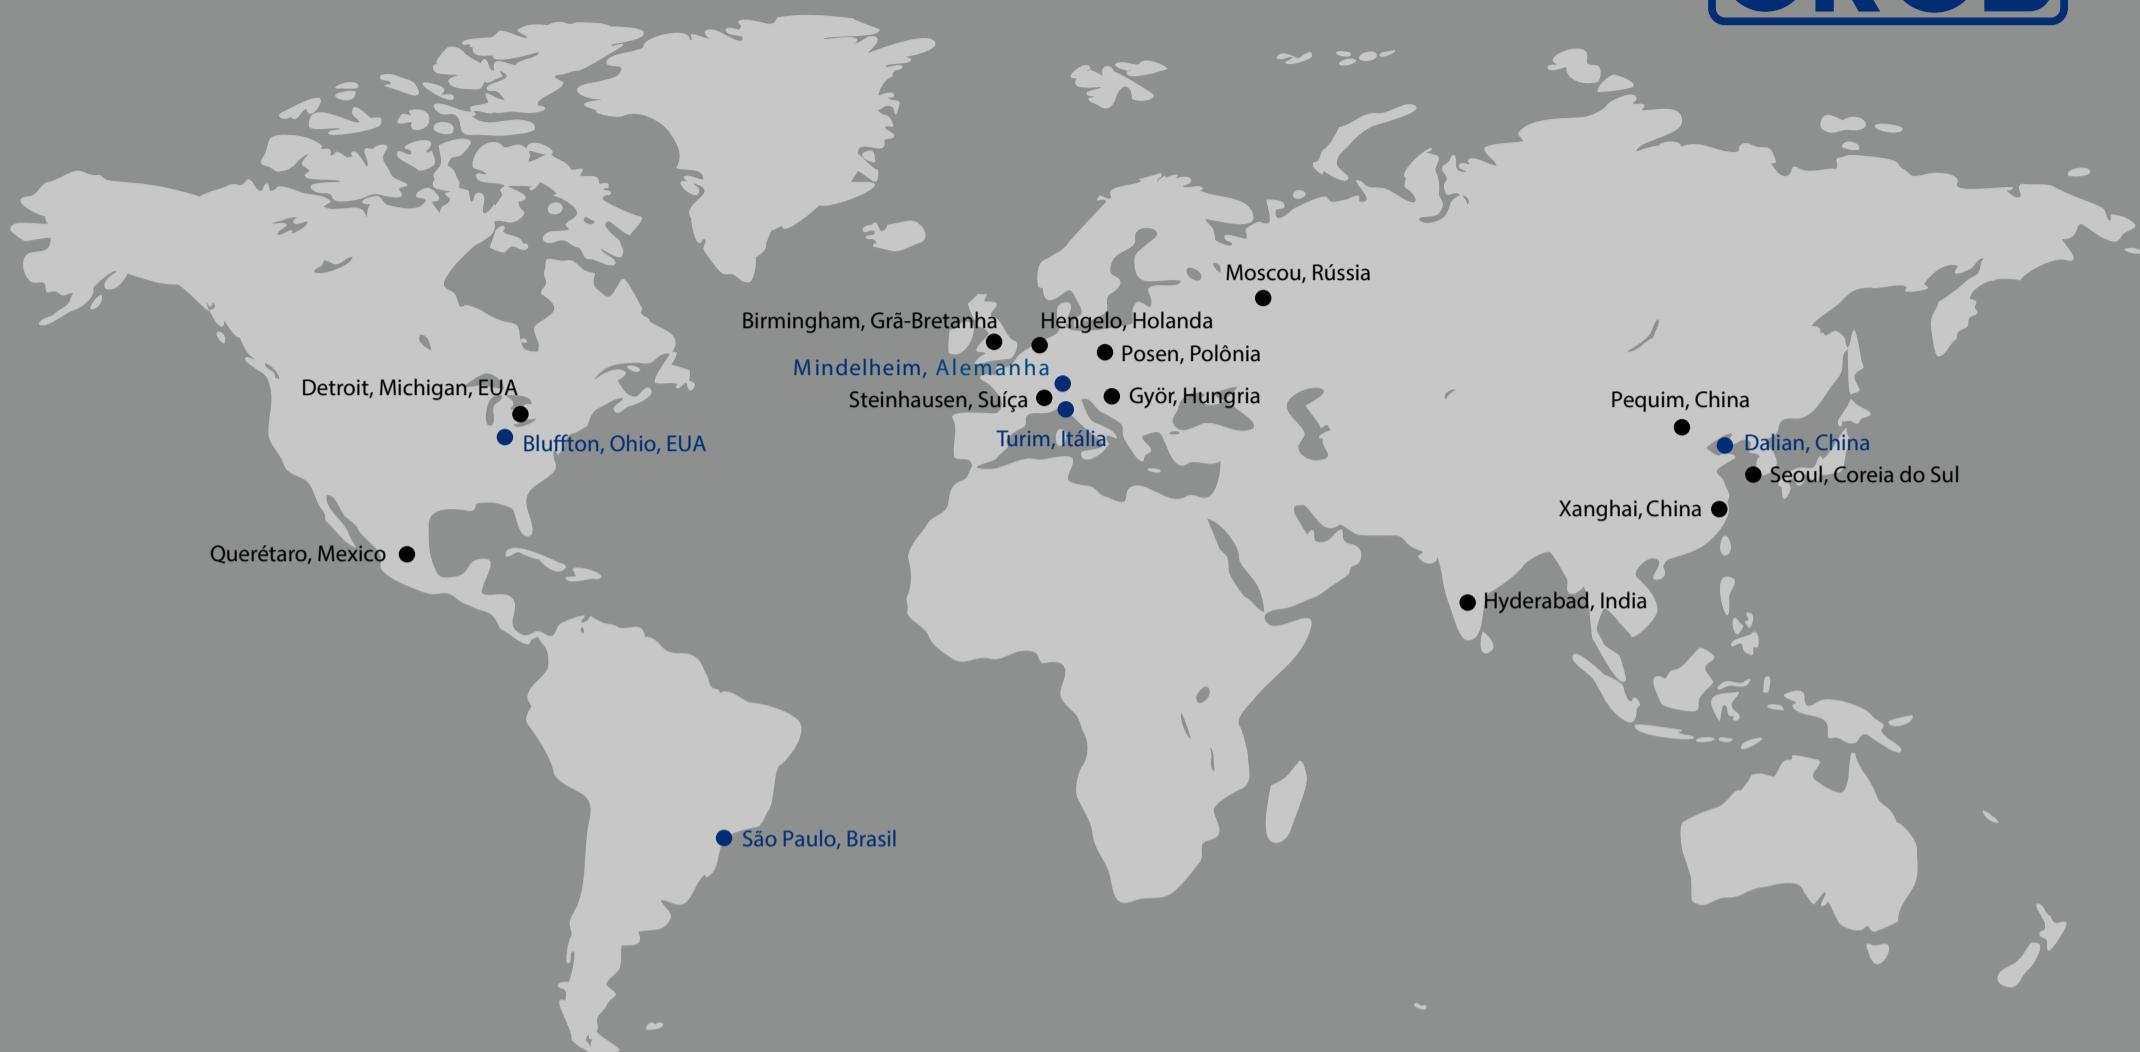 Moscou, Rússia
Birmingham, Grã-Bretanha
Hengelo, Holanda
Posen, Polônia
Mindelheim, Alemanha
Detroit, Michigan, EUA
Steinhausen, Suíça
Györ, Hungria
Pequim, China
Bluffton, Ohio, EUA
Turim, Itália
Dalian, China
Seoul, Coreia do Sul
Xanghai, China
Querétaro, Mexico
Hyderabad, India
São Paulo, Brasil